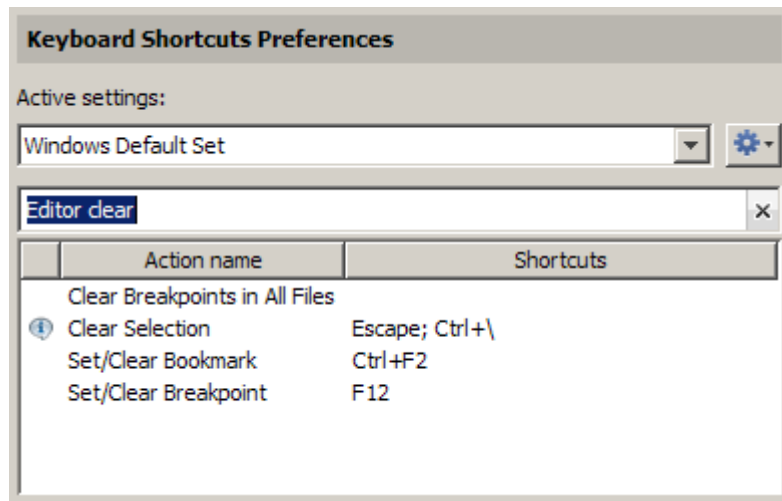 Keyboard Shortcuts Preferences
Active settings:
Windows Default Set
Editor clear
Action name Shortcuts
Clear Breakpoints in All Files
Clear Selection Escape; Ctrl+\
Set/Clear Bookmark Ctrl+F2
Set/Clear Breakpoint F12